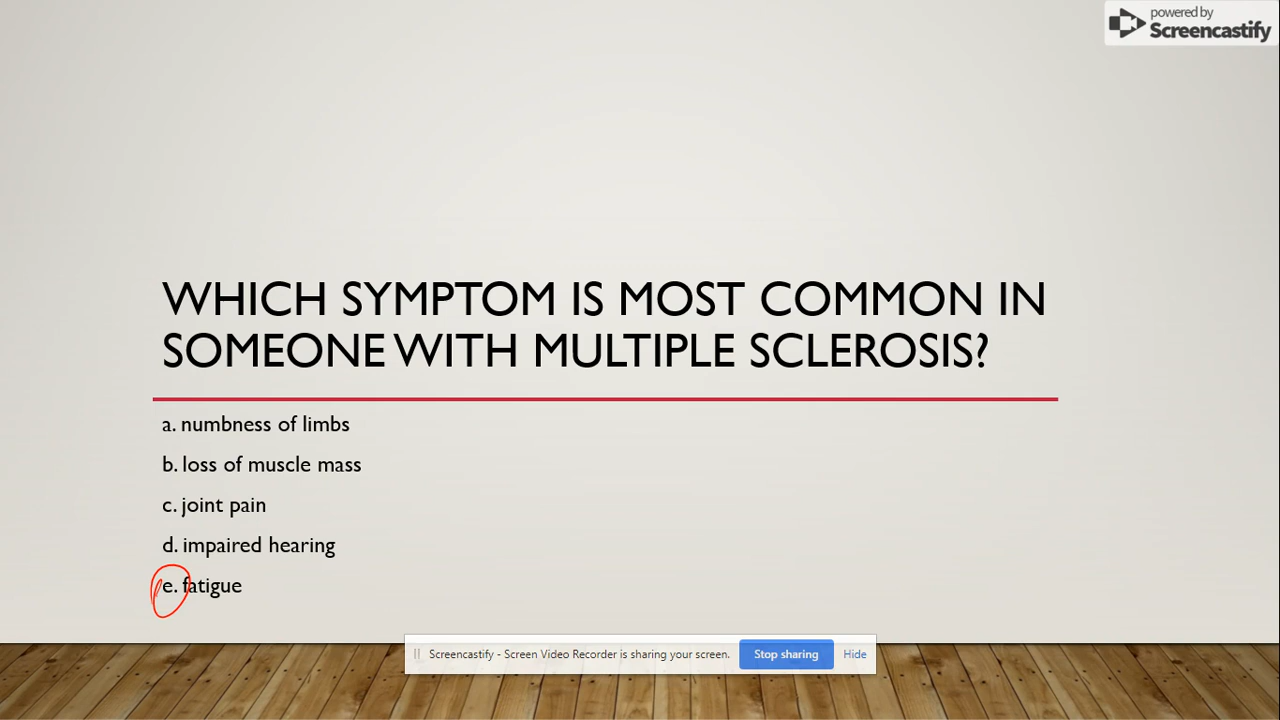 powered by
Screencastify
WHICH SYMPTOM IS MOST COMMON IN
SOMEONE WITH MULTIPLE SCLEROSIS?
a. numbness of limbs
b. loss of muscle mass
c. joint pain
d. impaired hearing
e. fatigue
Screencastify - Screen Video Recorder is sharing your screen. Stop sharing Hide